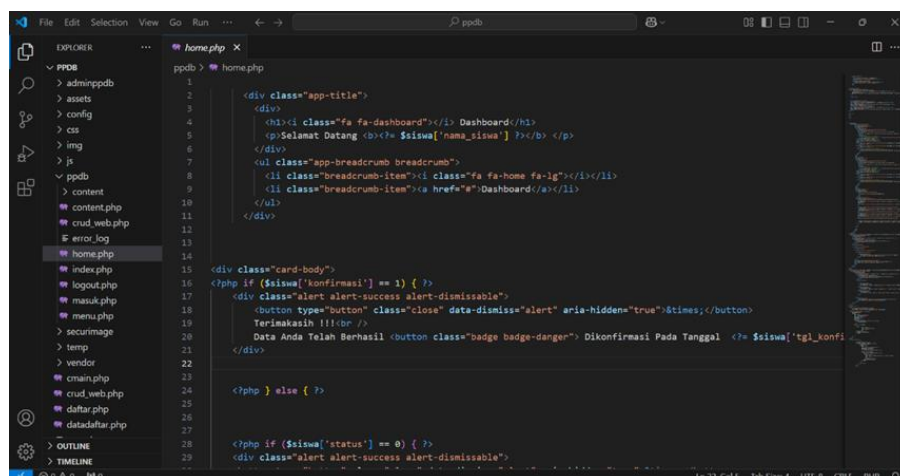 File Edit Selection View Go Run ... ppdb
EXPLORER ...
PPDB
adminppdb
assets
config
css
img
js
ppdb
content
content.php
crud_web.php
error_log
home.php
index.php
logout.php
masuk.php
menu.php
securimage
temp
vendor
cmain.php
crud_web.php
daftar.php
datadaftar.php
OUTLINE
TIMELINE
home.php
ppdb > home.php
1
2 <div class="app-title">
3 <div>
4 <h1><i class="fa fa-dashboard"></i> Dashboard</h1>
5 <p>Selamat Datang <b><?= $siswa['nama_siswa'] ?></b> </p>
6 </div>
7 <ul class="app-breadcrumb breadcrumb">
8 <li class="breadcrumb-item"><i class="fa fa-home fa-lg"></i></li>
9 <li class="breadcrumb-item"><a href="#">Dashboard</a></li>
10 </ul>
11 </div>
12
13
14
15 <div class="card-body">
16 <?php if ($siswa['konfirmasi'] == 1) { ?>
17 <div class="alert alert-success alert-dismissable">
18 <button type="button" class="close" data-dismiss="alert" aria-hidden="true">&times;</button>
19 Terimakasih !!!<br />
20 Data Anda Telah Berhasil <button class="badge badge-danger"> Dikonfirmasi Pada Tanggal <?= $siswa['tgl_konfi
21 </div>
22
23
24 <?php } else { ?>
25
26
27
28 <?php if ($siswa['status'] == 0) { ?>
29 <div class="alert alert-success alert-dismissable">